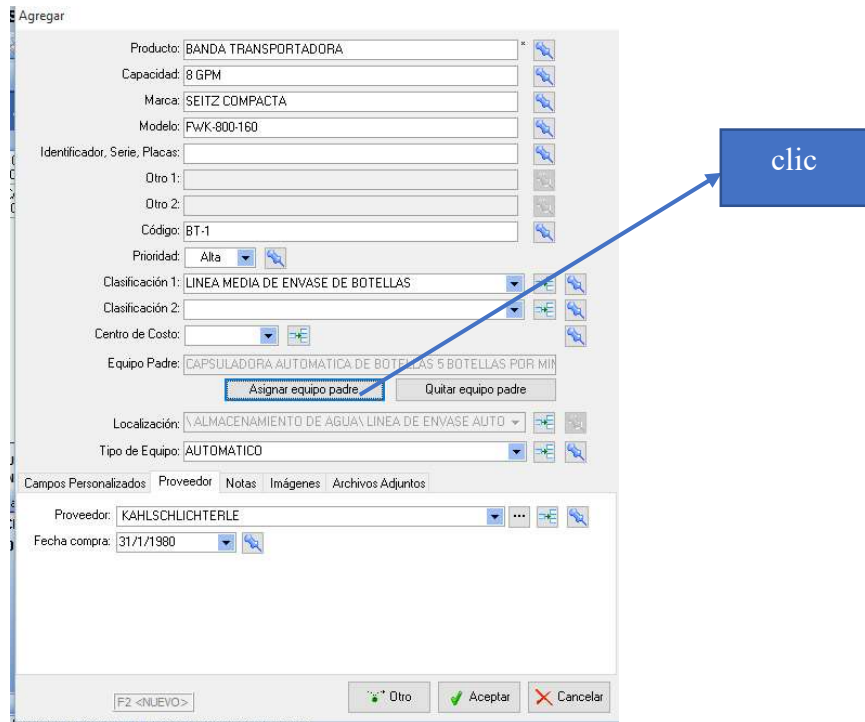 Agregar
Producto: BANDA TRANSPORTADORA *
Capacidad: 8 GPM
Marca: SEITZ COMPACTA
Modelo: FWK-800-160
clic
Identificador, Serie, Placas:
Otro 1:
Otro 2:
Código: BT-1
Prioridad: Alta
Clasificación 1: LINEA MEDIA DE ENVASE DE BOTELLAS
Clasificación 2:
Centro de Costo:
Equipo Padre: CAPSULADORA AUTOMATICA DE BOTELLAS 5 BOTELLAS POR MIN
Asignar equipo padre Quitar equipo padre
Localización: \ ALMACENAMIENTO DE AGUA\ LINEA DE ENVASE AUTO
Tipo de Equipo: AUTOMATICO
Campos Personalizados Proveedor Notas Imágenes Archivos Adjuntos
Proveedor: KAHLSCHLICHTERLE ...
Fecha compra: 31/1/1980
F2 <NUEVO> Otro Aceptar Cancelar